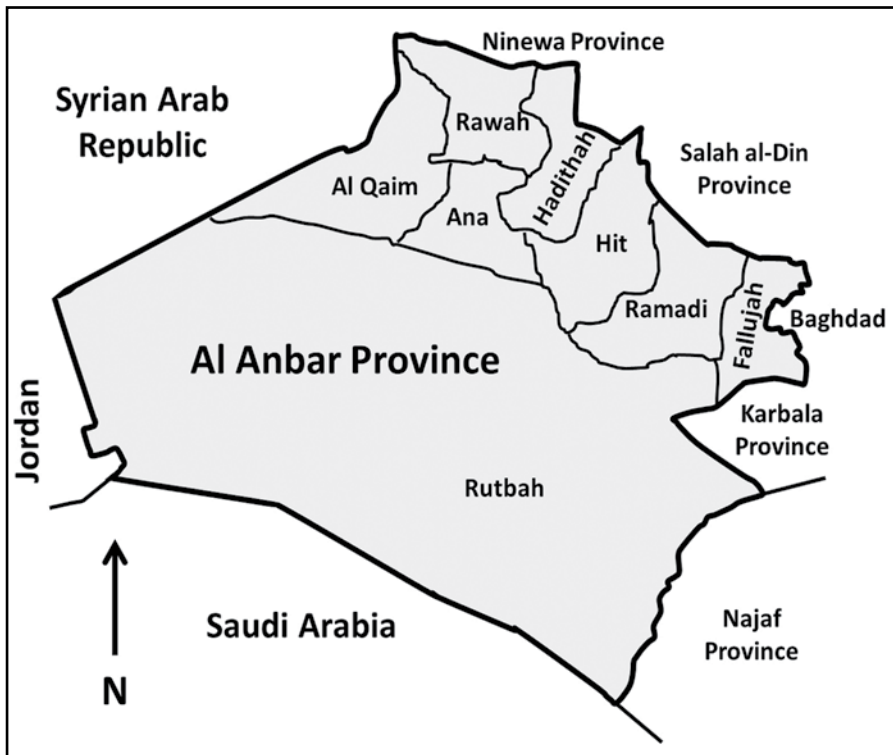 Ninewa Province
Syrian Arab
Republic
Rawah
Hadithah
Salah al-Din
Province
Al Qaim
Ana
Hit
Ramadi
Fallujah
Baghdad
Al Anbar Province
Jordan
Karbala
Province
Rutbah
Saudi Arabia
Najaf
Province
N